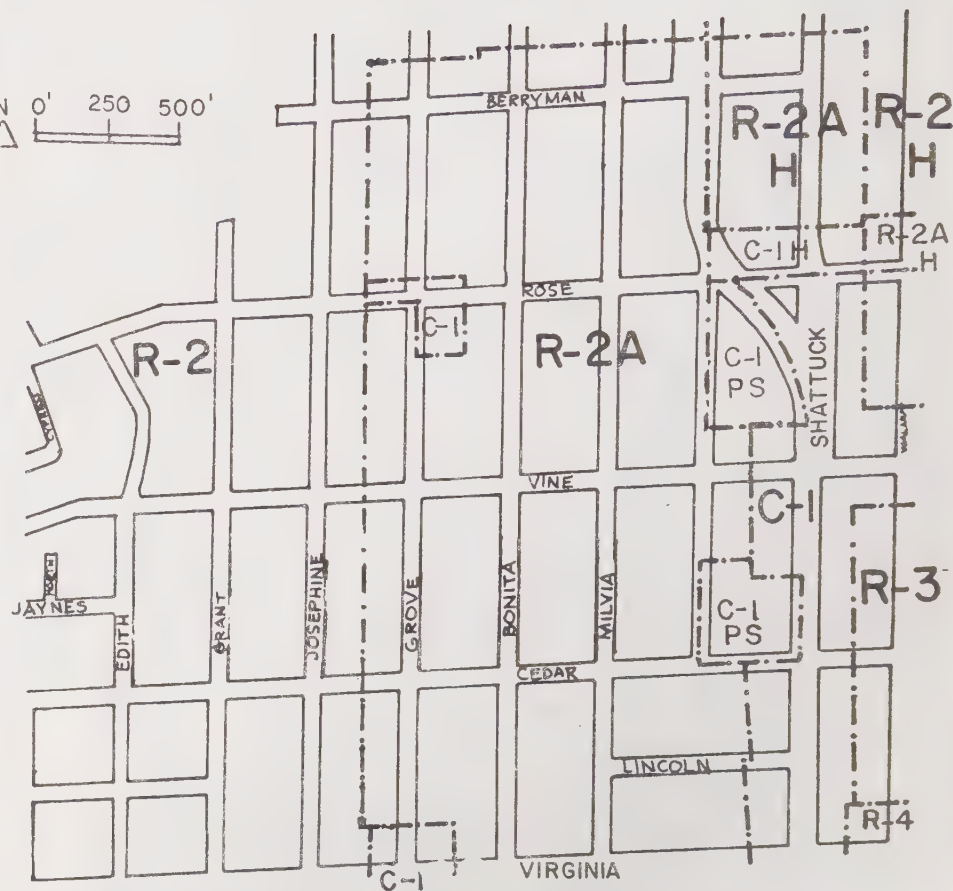 N 0' 250 500'
BERRYMAN
R-2A
H
R-2
H
C-1H
R-2A
H
ROSE
C-1
R-2
R-2A
C-1
PS
SHATTUCK
VINE
C-1
R-3
JAYNES
EDITH
GRANT
JOSEPHINE
GROVE
BONITA
MILVIA
C-1
PS
CEDAR
LINCOLN
R-4
VIRGINIA
C-1